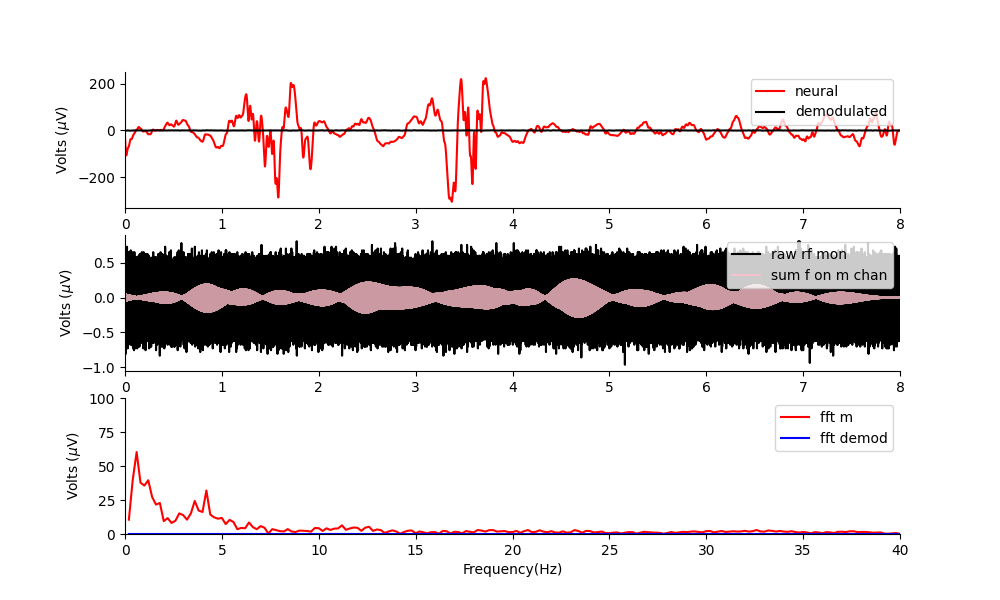 200
0
−200
Volts (μV)
neural
demodulated
0 1 2 3 4 5 6 7 8
0.5
0.0
−0.5
−1.0
Volts (μV)
raw rf mon
sum f on m chan
0 1 2 3 4 5 6 7 8
100
75
50
25
0
Volts (μV)
fft m
fft demod
0 5 10 15 20 25 30 35 40
Frequency(Hz)